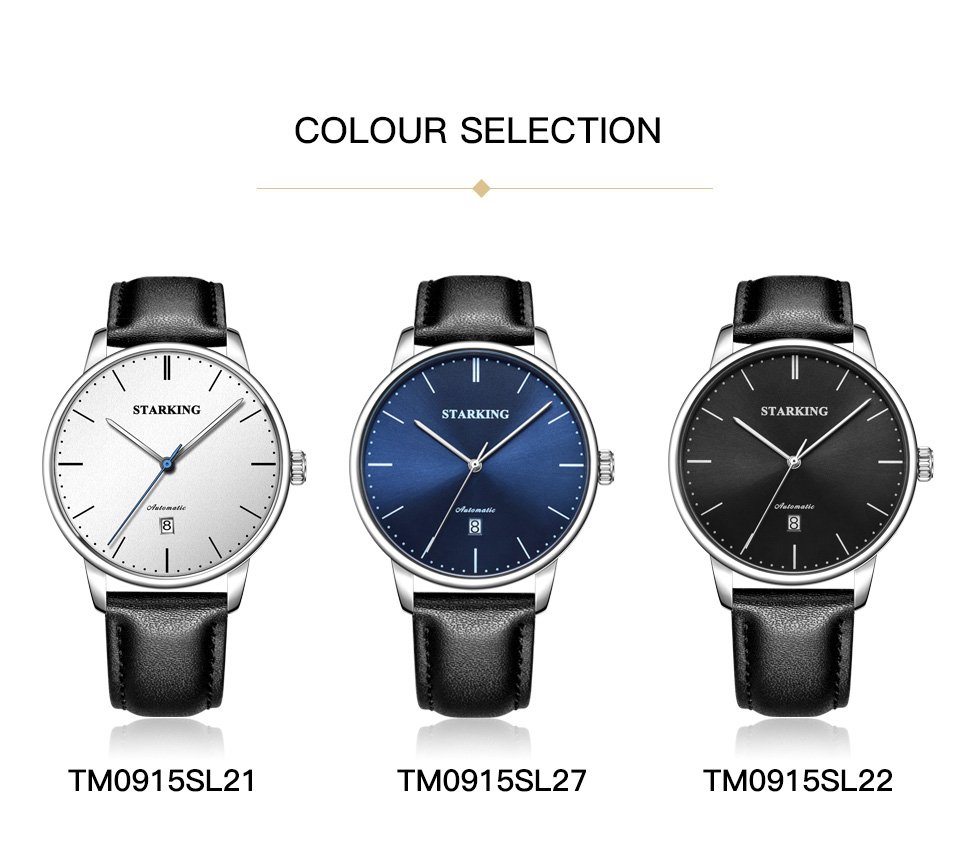 COLOUR SELECTION
STARKING
Automatic
8
STARKING
Automatic
8
STARKING
Automatic
8
TM0915SL21
TM0915SL27
TM0915SL22